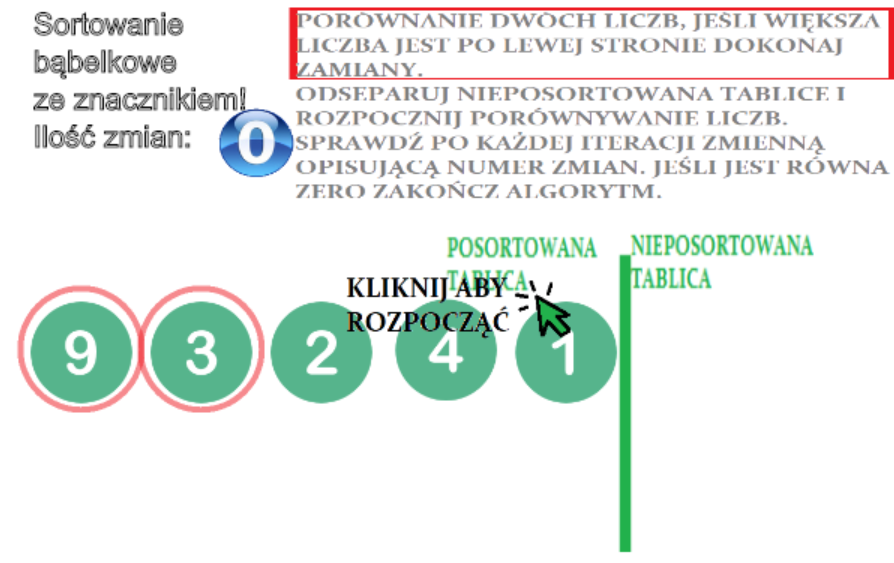 Sortowanie
bąbelkowe
ze znacznikiem!
Ilość zmian:
0
PORÓWNANIE DWÓCH LICZB, JEŚLI WIĘKSZA
LICZBA JEST PO LEWEJ STRONIE DOKONAJ
ZAMIANY.
ODSEPARUJ NIEPOSORTOWANA TABLICE I
ROZPOCZNIJ PORÓWNYWANIE LICZB.
SPRAWDŹ PO KAŻDEJ ITERACJI ZMIENNĄ
OPISUJĄCĄ NUMER ZMIAN. JEŚLI JEST RÓWNA
ZERO ZAKOŃCZ ALGORYTM.
POSORTOWANA
TABLICA
NIEPOSORTOWANA
TABLICA
KLIKNIJ ABY
ROZPOCZĄĆ
9 3 2 4 1